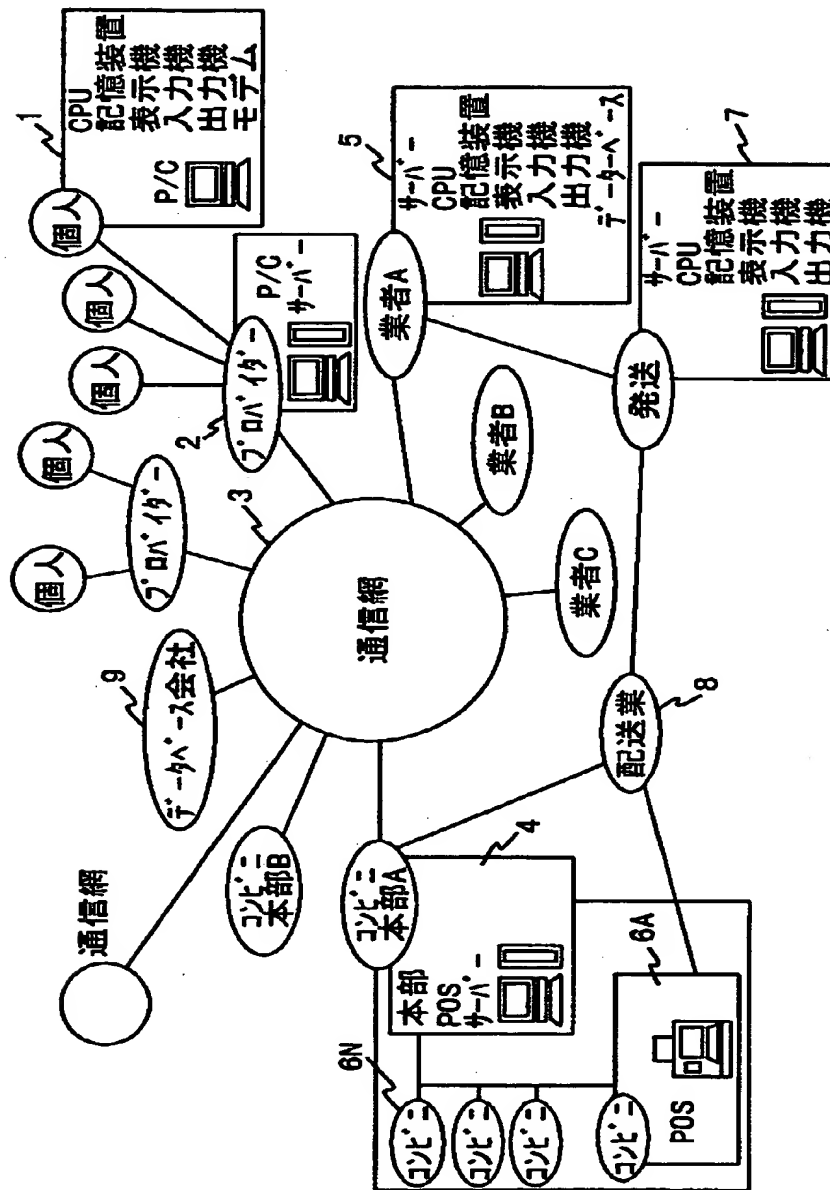 通信網
データベース会社
9
個人
個人
プロバイダー
個人
個人
個人
1
P/C
CPU
記憶装置
表示機
入力機
出力機
モデム
2
プロバイダー
P/C
サーバー
3
通信網
コンビニ
本部B
コンビニ
本部A
4
本部
POS
サーバー
6N
コンビニ
コンビニ
コンビニ
コンビニ
6A
POS
業者A
5
サーバー
CPU
記憶装置
表示機
入力機
出力機
データーベース
業者B
業者C
配送業
8
発送
7
サーバー
CPU
記憶装置
表示機
入力機
出力機